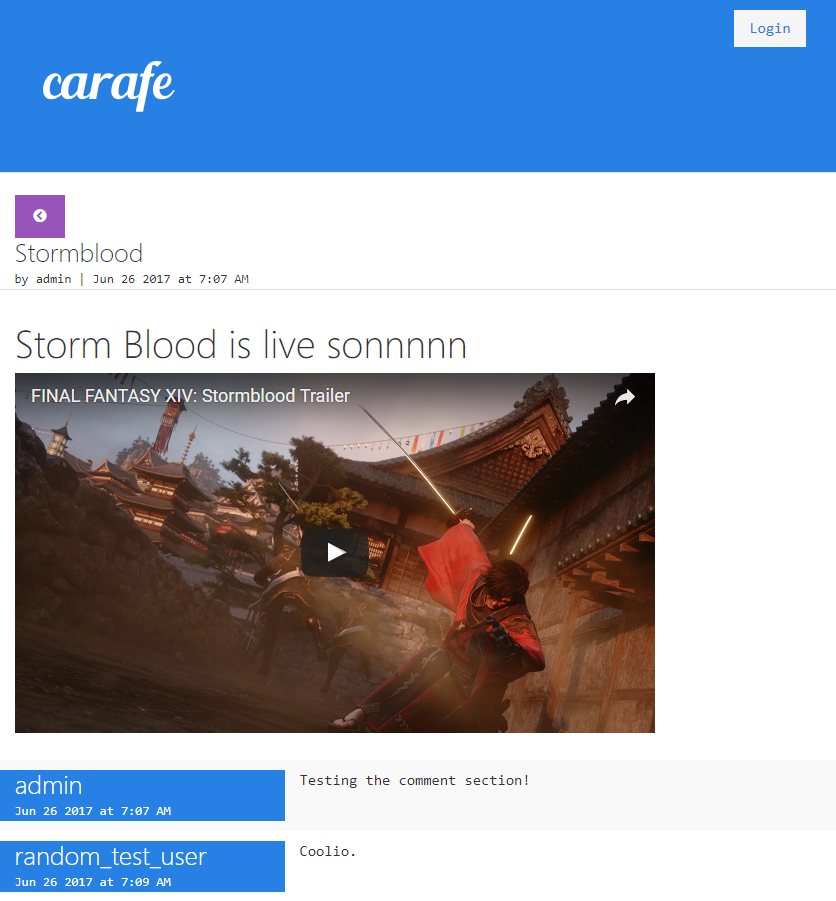 Login
carafe
Stormblood
by admin | Jun 26 2017 at 7:07 AM
Storm Blood is live sonnnnn
FINAL FANTASY XIV: Stormblood Trailer
admin
Jun 26 2017 at 7:07 AM
Testing the comment section!
random_test_user
Jun 26 2017 at 7:09 AM
Coolio.